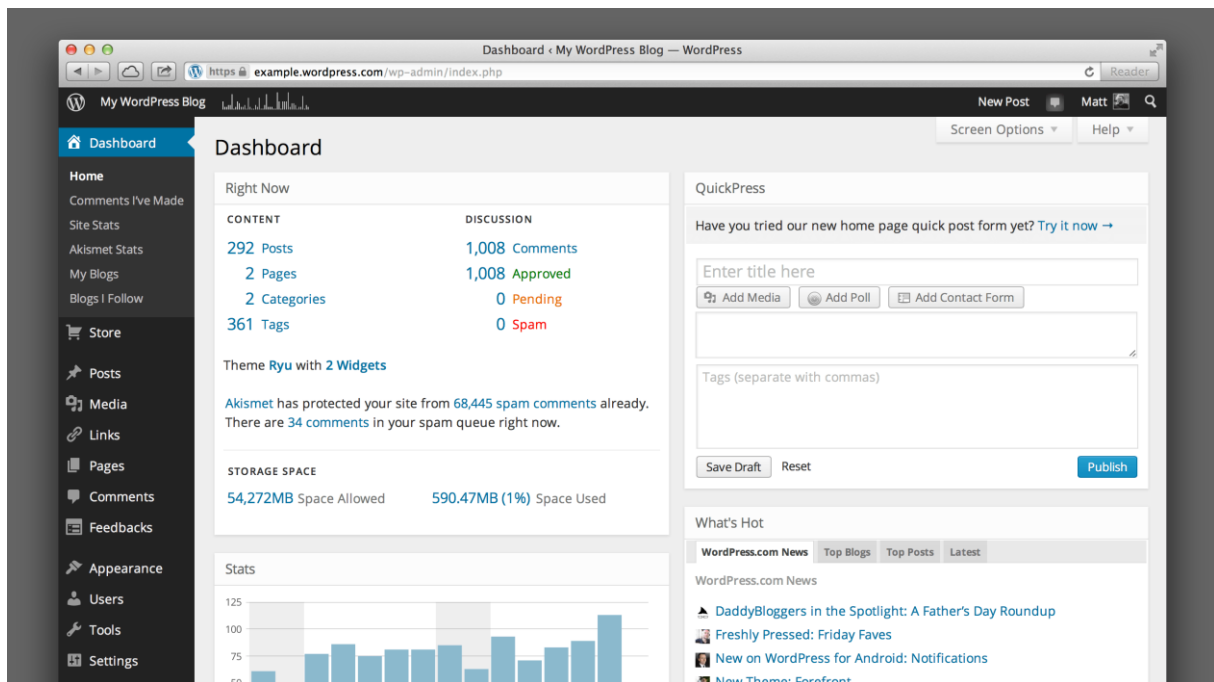 Dashboard ‹ My WordPress Blog — WordPress
https example.wordpress.com/wp-admin/index.php
Reader
My WordPress Blog
New Post
Matt
Screen Options
Help
Dashboard
Home
Comments I've Made
Site Stats
Akismet Stats
My Blogs
Blogs I Follow
Store
Posts
Media
Links
Pages
Comments
Feedbacks
Appearance
Users
Tools
Settings
Dashboard
Right Now
CONTENT
292 Posts
2 Pages
2 Categories
361 Tags
DISCUSSION
1,008 Comments
1,008 Approved
0 Pending
0 Spam
Theme Ryu with 2 Widgets
Akismet has protected your site from 68,445 spam comments already.
There are 34 comments in your spam queue right now.
STORAGE SPACE
54,272MB Space Allowed
590.47MB (1%) Space Used
Stats
125
100
75
50
QuickPress
Have you tried our new home page quick post form yet? Try it now →
Enter title here
Add Media
Add Poll
Add Contact Form
Tags (separate with commas)
Save Draft
Reset
Publish
What's Hot
WordPress.com News
Top Blogs
Top Posts
Latest
WordPress.com News
DaddyBloggers in the Spotlight: A Father's Day Roundup
Freshly Pressed: Friday Faves
New on WordPress for Android: Notifications
New Theme: Forefront